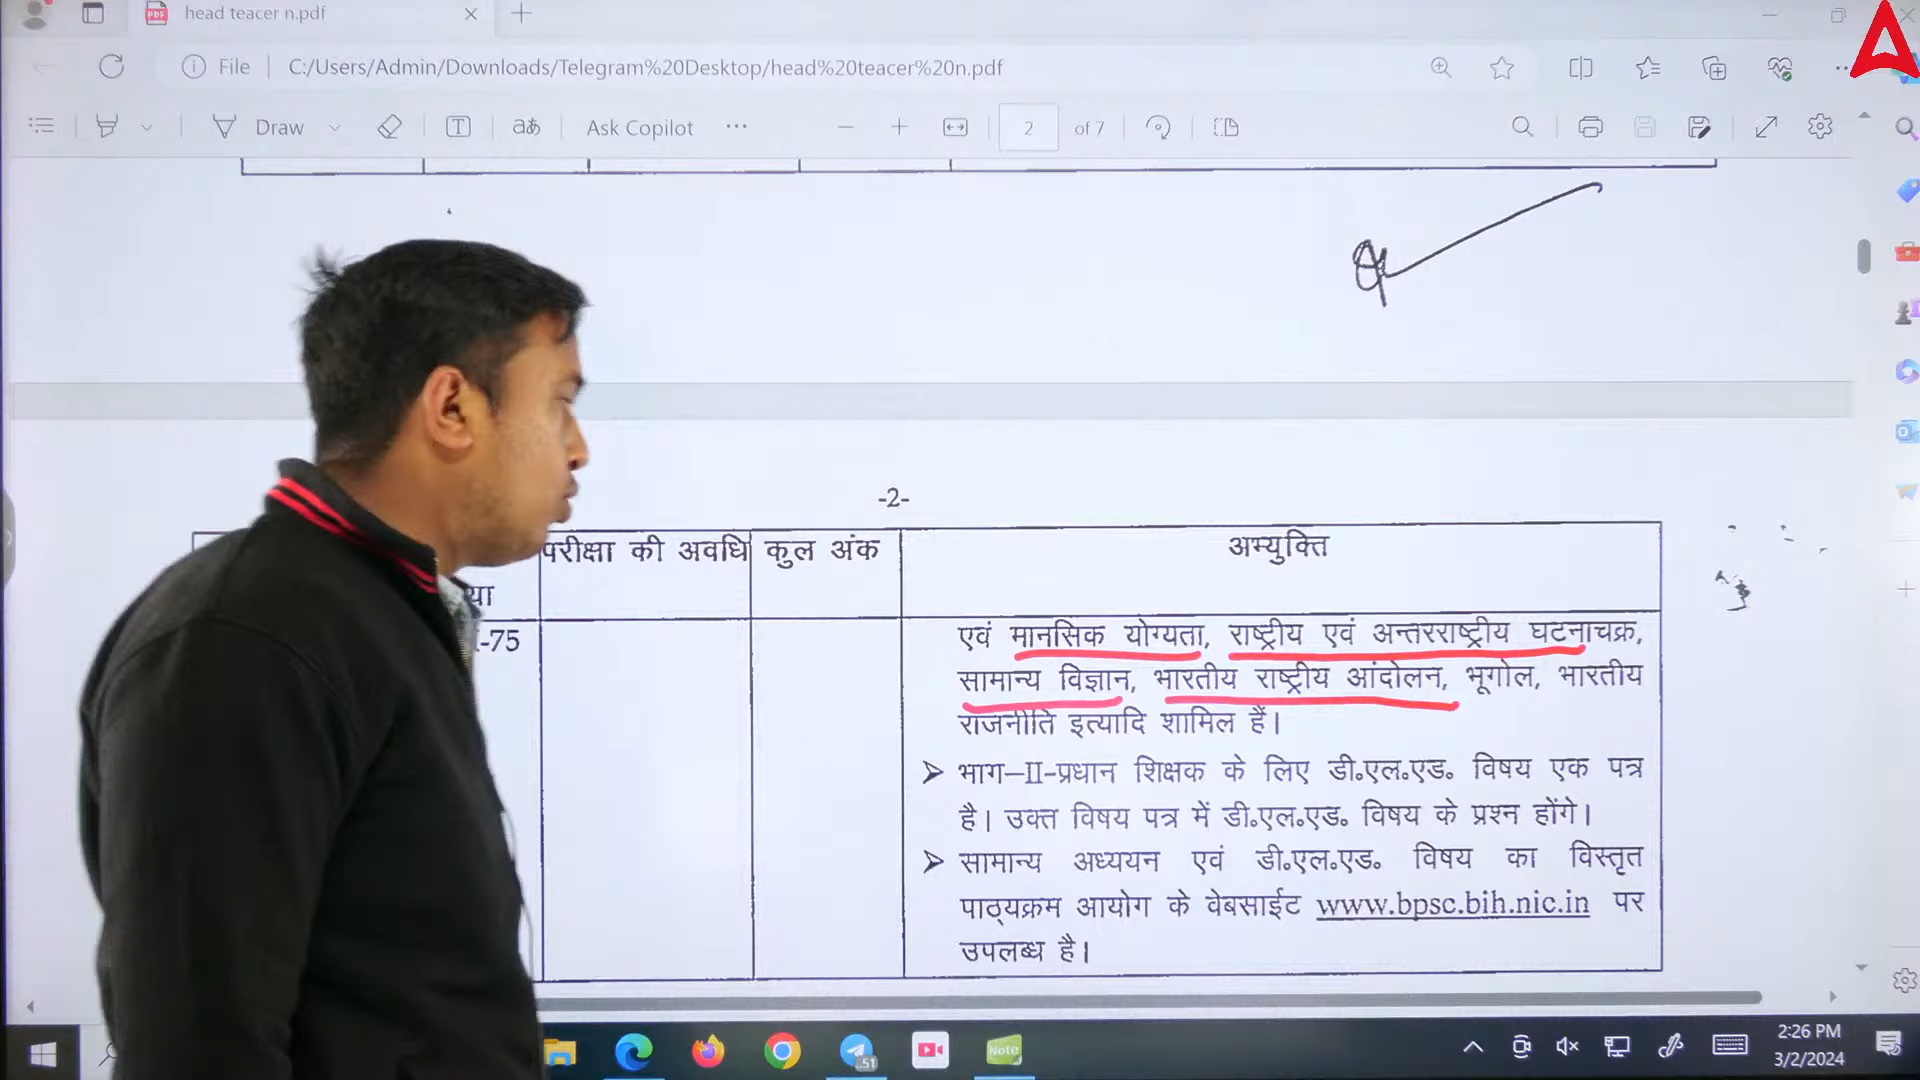 head teacer n.pdf
File
C:/Users/Admin/Downloads/Telegram%20Desktop/head%20teacer%20n.pdf
Draw
aあ
Ask Copilot
2 of 7
-2-
परीक्षा की अवधि
कुल अंक
अभ्युक्ति
या
-75
एवं मानसिक योग्यता, राष्ट्रीय एवं अन्तरराष्ट्रीय घटनाचक्र,
सामान्य विज्ञान, भारतीय राष्ट्रीय आंदोलन, भूगोल, भारतीय
राजनीति इत्यादि शामिल हैं।
➤ भाग–II-प्रधान शिक्षक के लिए डी॰एल॰एड॰ विषय एक पत्र
है। उक्त विषय पत्र में डी॰एल॰एड॰ विषय के प्रश्न होंगे।
➤ सामान्य अध्ययन एवं डी॰एल॰एड॰ विषय का विस्तृत
पाठ्यक्रम आयोग के वेबसाईट www.bpsc.bih.nic.in पर
उपलब्ध है।
51
Note
2:26 PM
3/2/2024